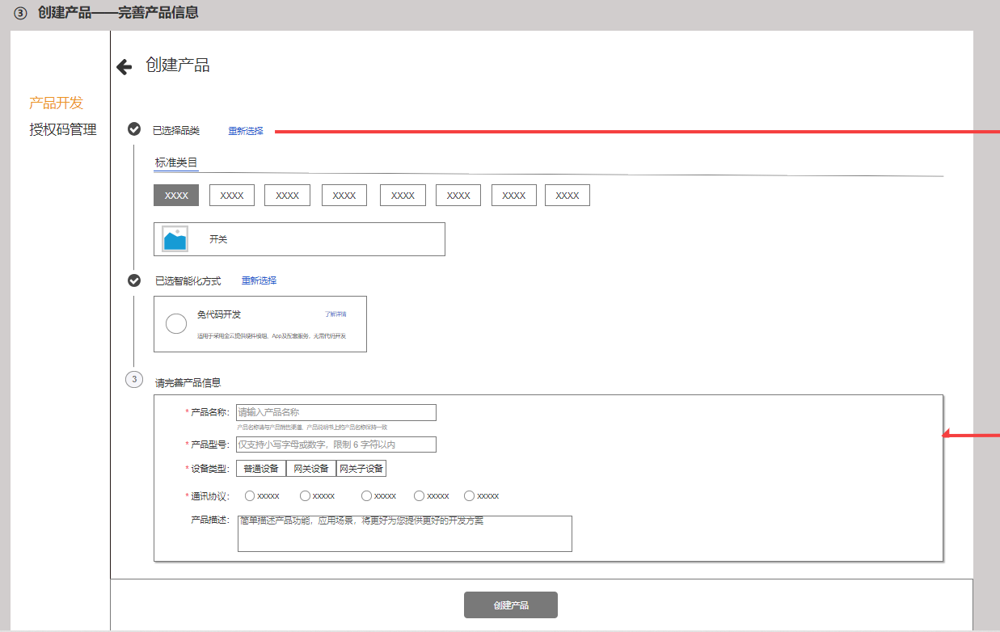 ③ 创建产品——完善产品信息
创建产品
产品开发
授权码管理
已选择品类 重新选择
标准类目
XXXX XXXX XXXX XXXX XXXX XXXX XXXX XXXX
开关
已选智能化方式 重新选择
免代码开发 了解详情
适用于采用全云提供硬件模组、App及配套服务，无需代码开发
3 请完善产品信息
* 产品名称： 请输入产品名称
产品名称请与产品销售渠道、产品说明书上的产品名称保持一致
* 产品型号： 仅支持小写字母或数字，限制 6 字符以内
* 设备类型： 普通设备 网关设备 网关子设备
* 通讯协议： xxxxx xxxxx xxxxx xxxxx xxxxx
产品描述： 简单描述产品功能，应用场景，将更好为您提供更好的开发方案
创建产品